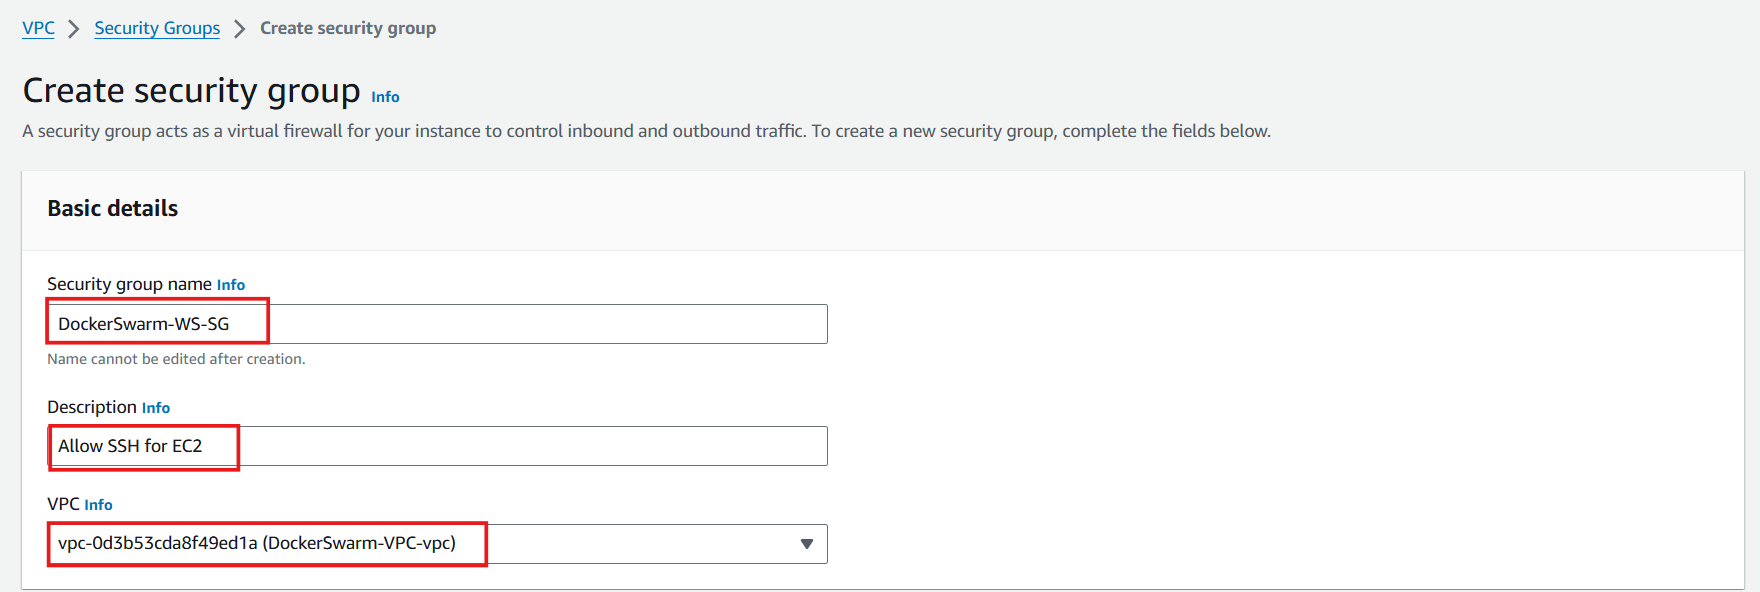 VPC > Security Groups > Create security group
Create security group Info
A security group acts as a virtual firewall for your instance to control inbound and outbound traffic. To create a new security group, complete the fields below.
Basic details
Security group name Info
DockerSwarm-WS-SG
Name cannot be edited after creation.
Description Info
Allow SSH for EC2
VPC Info
vpc-0d3b53cda8f49ed1a (DockerSwarm-VPC-vpc)